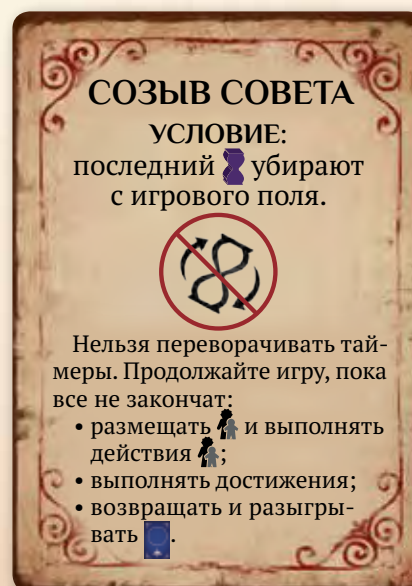 СОЗЫВ СОВЕТА
УСЛОВИЕ:
последний убирают
с игрового поля.
Нельзя переворачивать тай-
меры. Продолжайте игру, пока
все не закончат:
• размещать и выполнять
действия ;
• выполнять достижения;
• возвращать и разыгры-
вать .